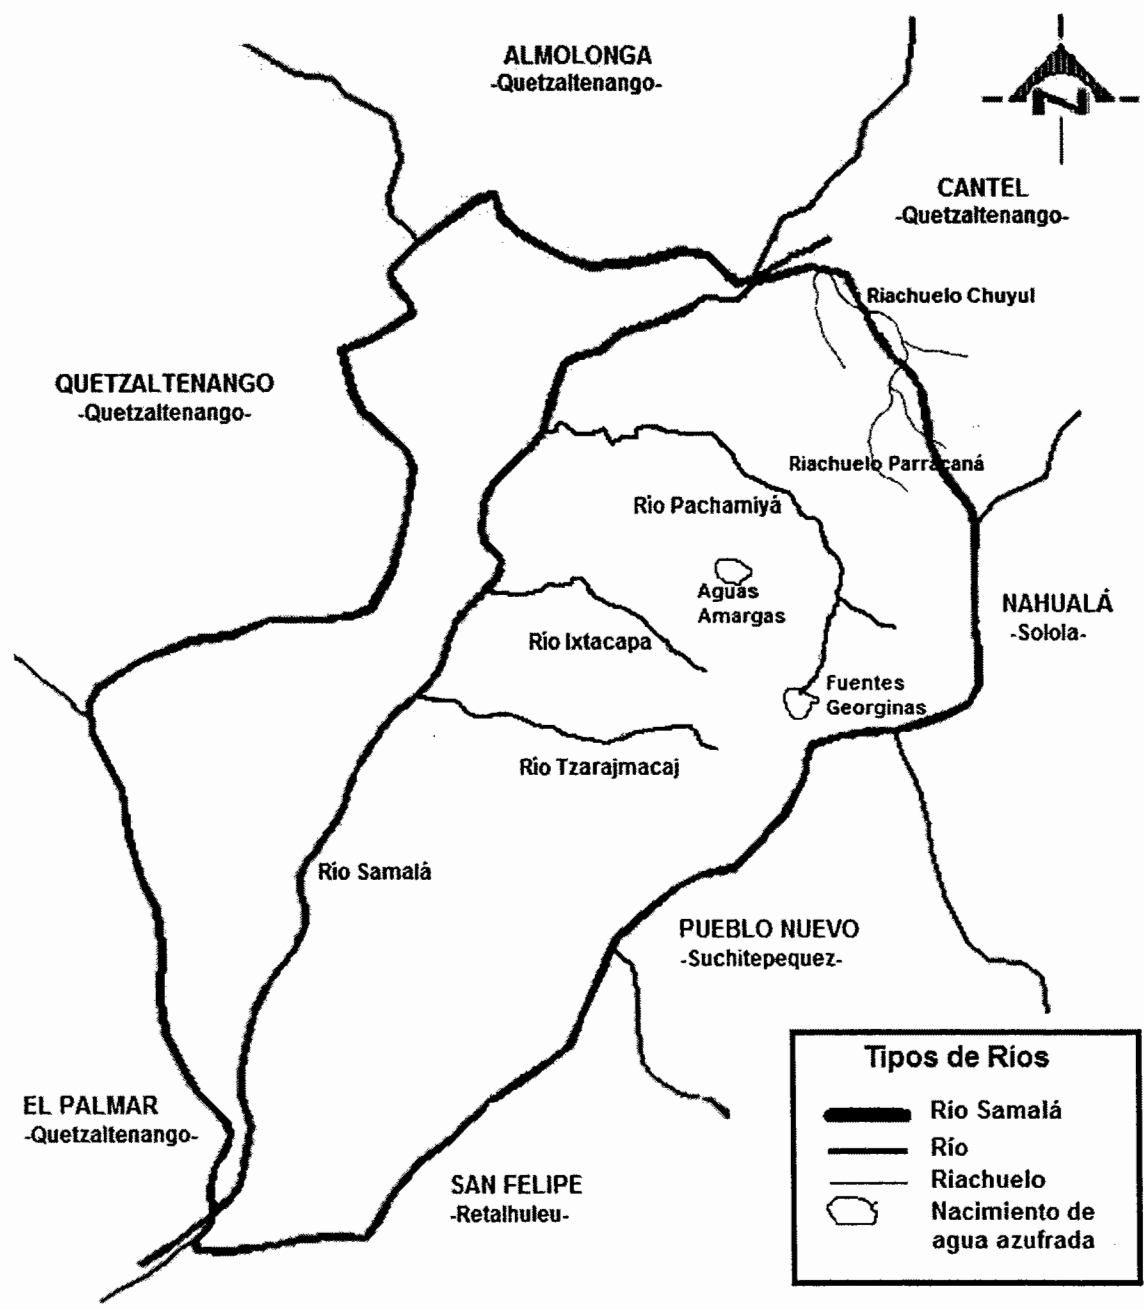 ALMOLONGA
-Quetzaltenango-
N
CANTEL
-Quetzaltenango-
Riachuelo Chuyul
QUETZALTENANGO
-Quetzaltenango-
Riachuelo Parracaná
Río Pachamiyá
Aguas
Amargas
NAHUALÁ
-Solola-
Río Ixtacapa
Fuentes
Georginas
Río Tzarajmacaj
Río Samalá
PUEBLO NUEVO
-Suchitepequez-
EL PALMAR
-Quetzaltenango-
SAN FELIPE
-Retalhuleu-
Tipos de Ríos
Río Samalá
Río
Riachuelo
Nacimiento de
agua azufrada